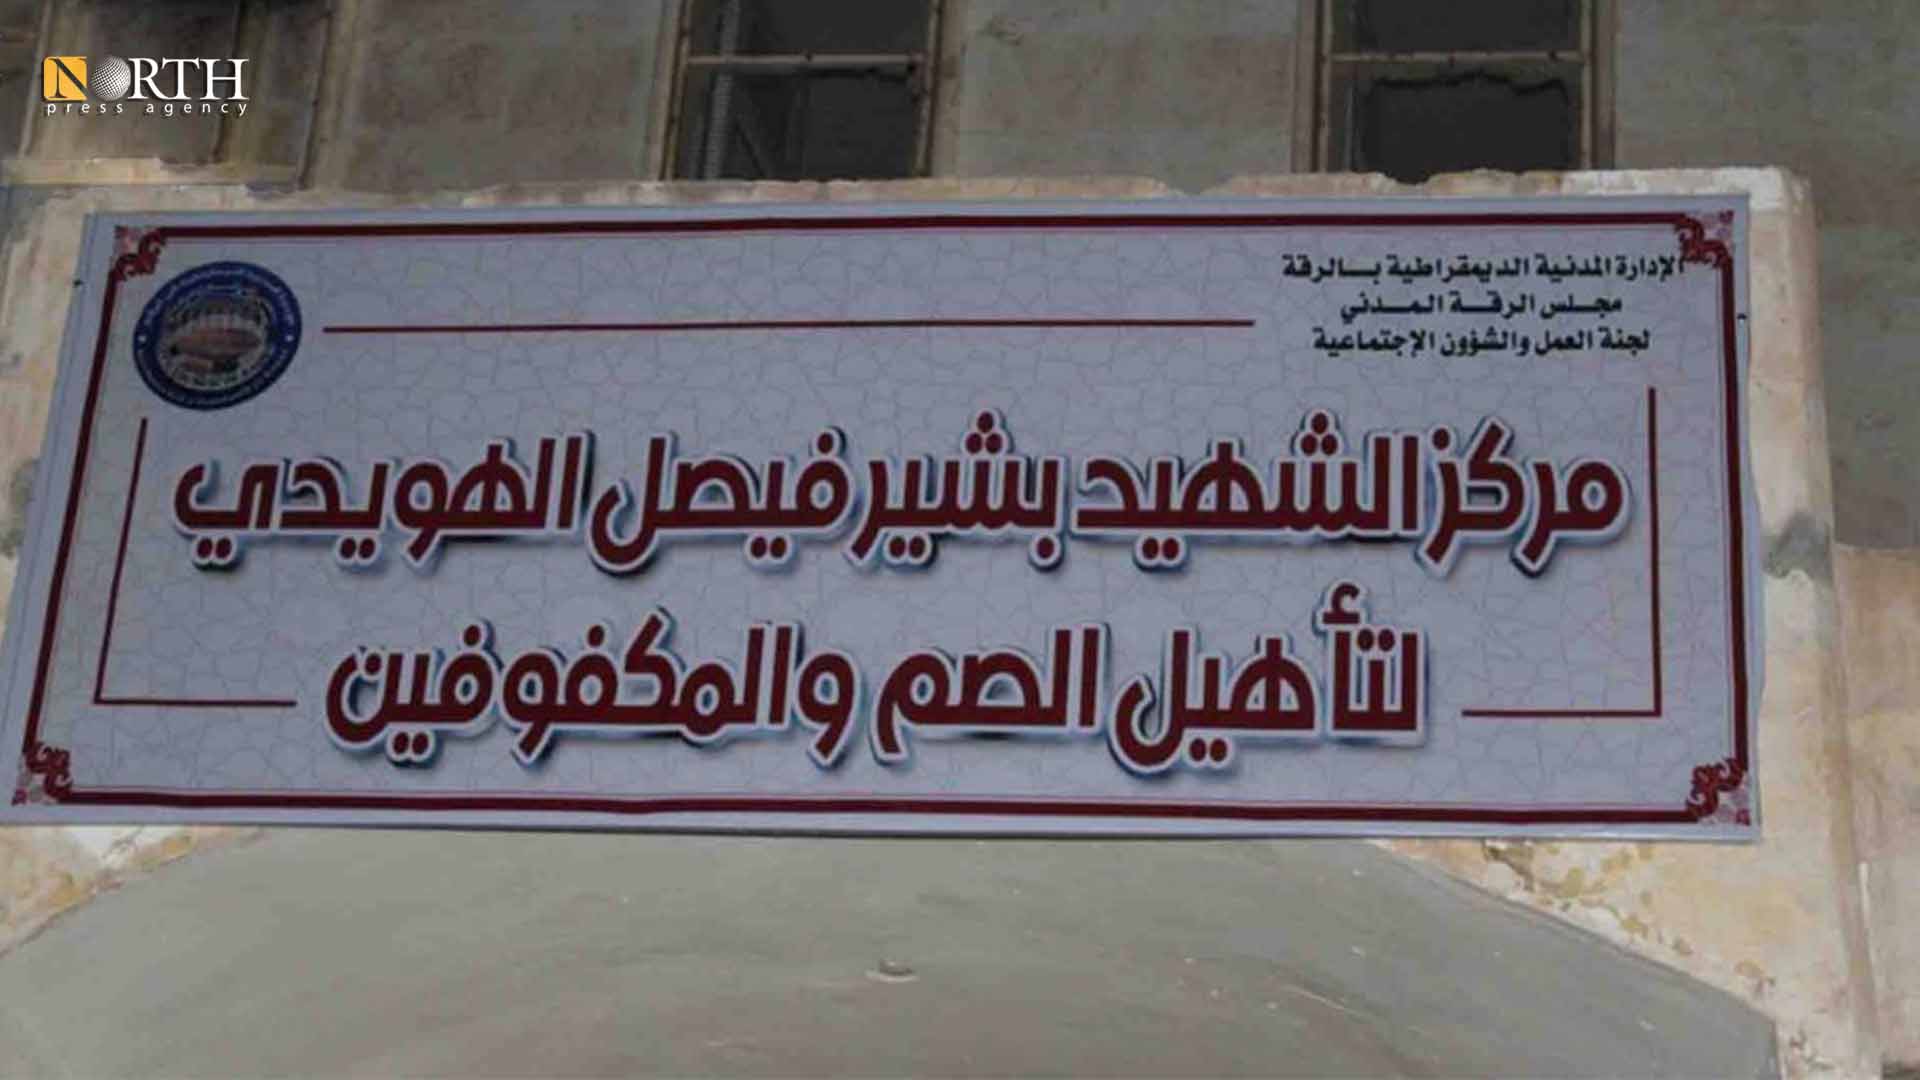 NORTH
press agency
الإدارة المدنية الديمقراطية بالرقة
مجلس الرقة المدني
لجنة العمل والشؤون الإجتماعية
مركز الشهيد بشير فيصل الهويدي
لتأهيل الصم والمكفوفين